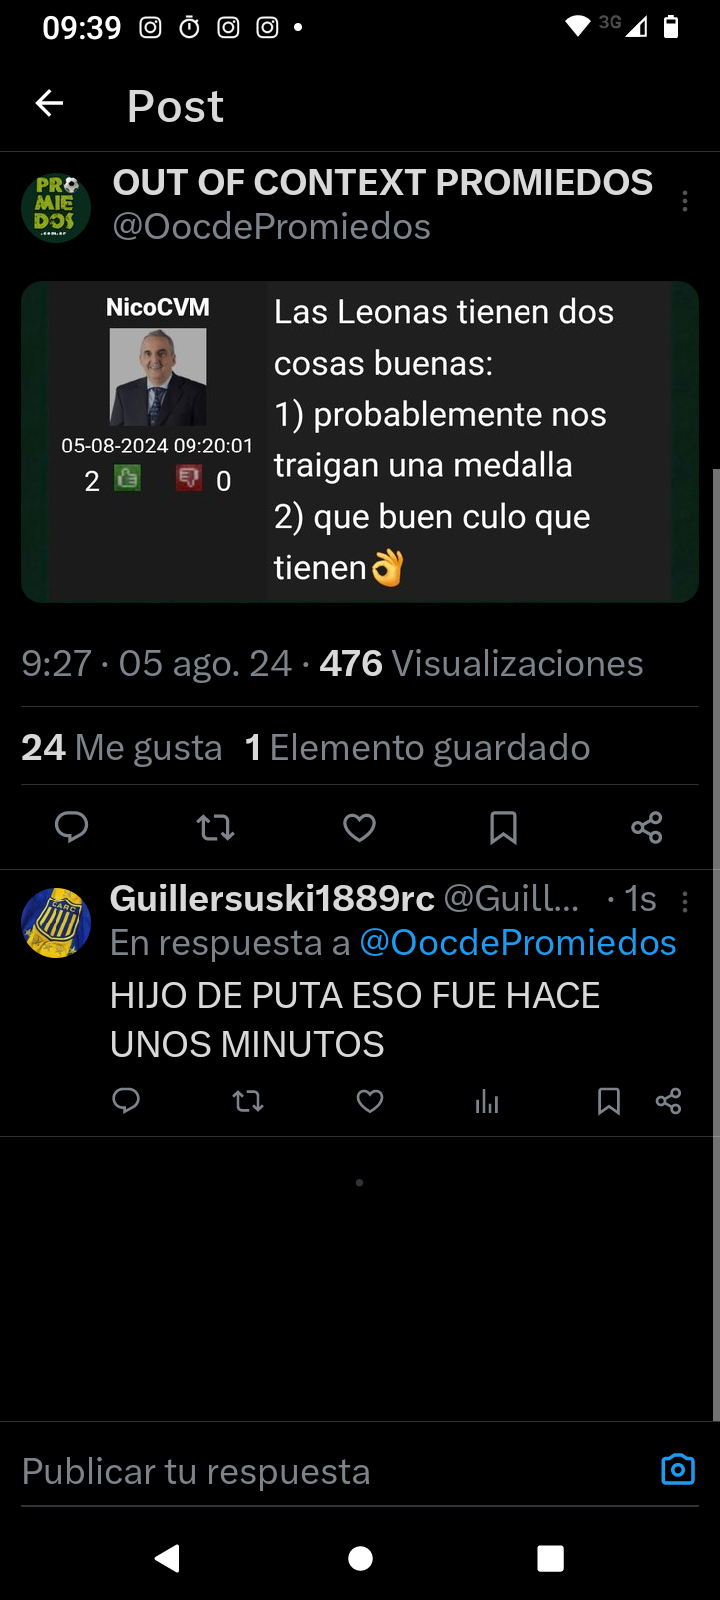 09:39
3G
Post
PR
MIE
DOS
.com.ar
OUT OF CONTEXT PROMIEDOS
@OocdePromiedos
NicoCVM
05-08-2024 09:20:01
2 0
Las Leonas tienen dos
cosas buenas:
1) probablemente nos
traigan una medalla
2) que buen culo que
tienen👌
9:27 · 05 ago. 24 · 476 Visualizaciones
24 Me gusta 1 Elemento guardado
CARC
Guillersuski1889rc @Guill... · 1s
En respuesta a @OocdePromiedos
HIJO DE PUTA ESO FUE HACE
UNOS MINUTOS
Publicar tu respuesta